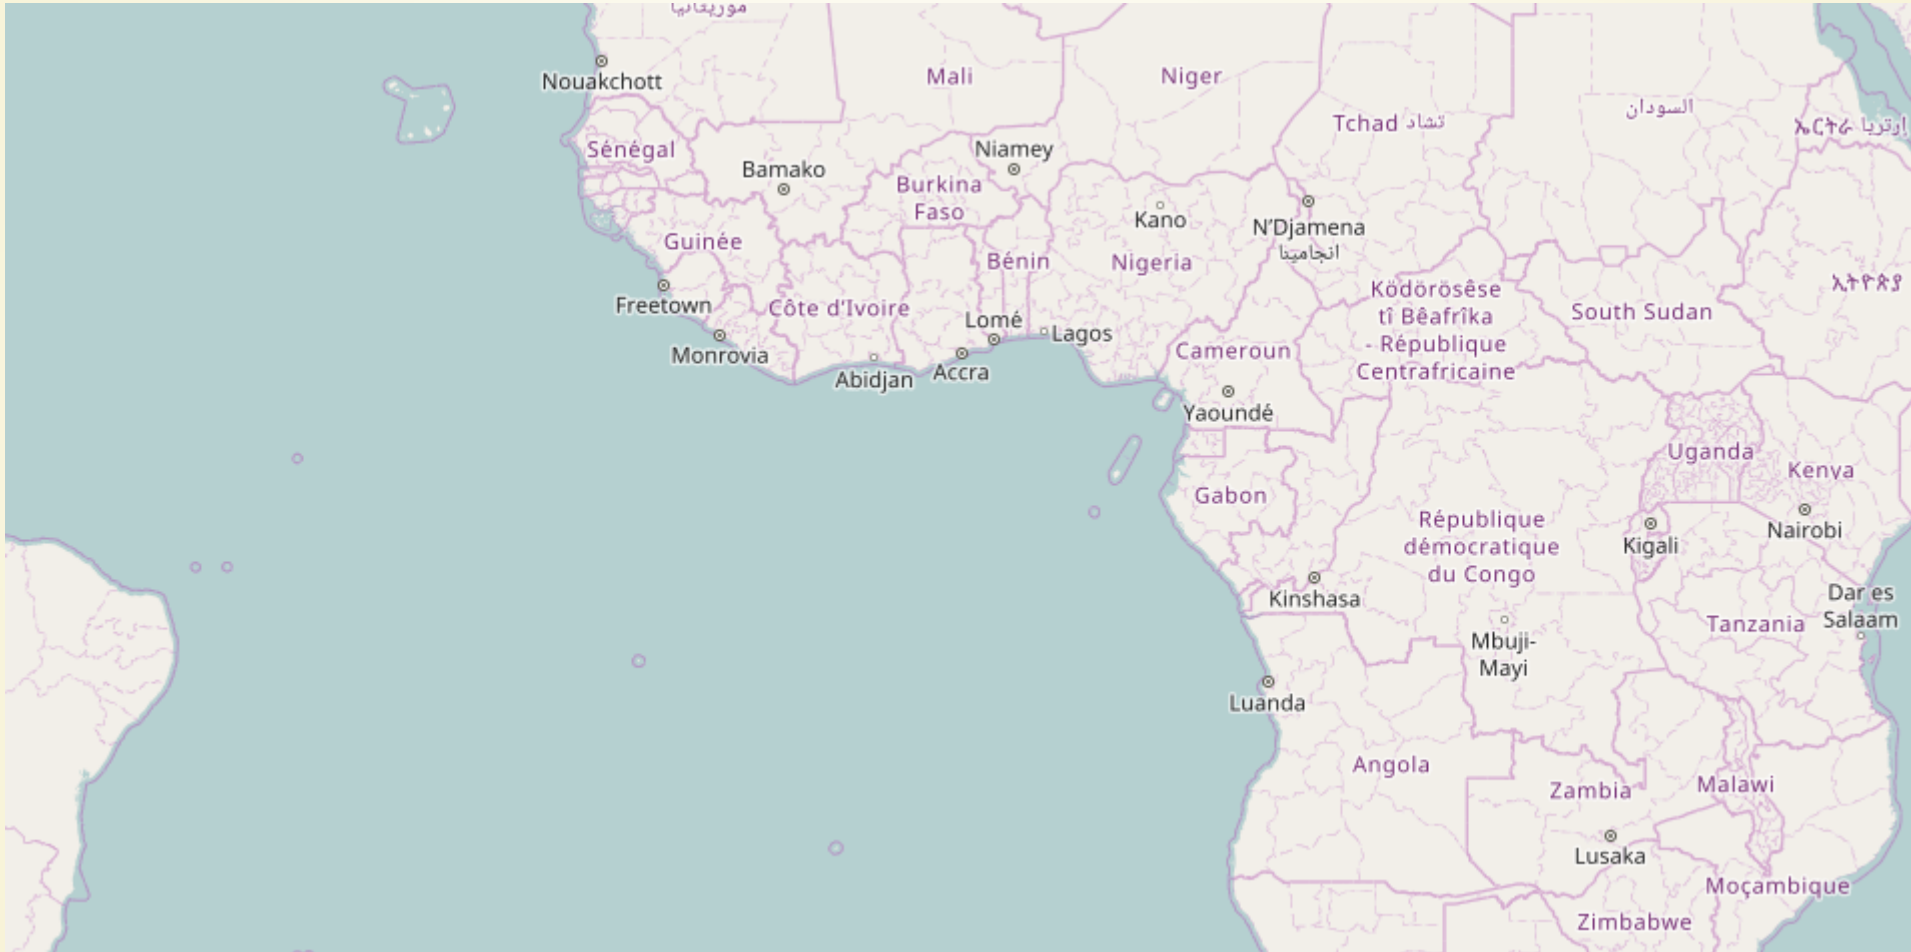 موريتانيا
Nouakchott
Mali
Niger
Tchad تشاد
السودان
ኤርትራ إرتريا
Sénégal
Bamako
Niamey
Burkina
Faso
Kano
N'Djamena
انجامينا
Guinée
Bénin
Nigeria
Ködörösêse
tî Bêafrîka
- République
Centrafricaine
South Sudan
ኢትዮጵያ
Freetown
Côte d'Ivoire
Lomé
Lagos
Monrovia
Abidjan
Accra
Cameroun
Yaoundé
Uganda
Kenya
Gabon
République
démocratique
du Congo
Nairobi
Kigali
Kinshasa
Dar es
Salaam
Tanzania
Mbuji-
Mayi
Luanda
Angola
Zambia
Malawi
Lusaka
Moçambique
Zimbabwe